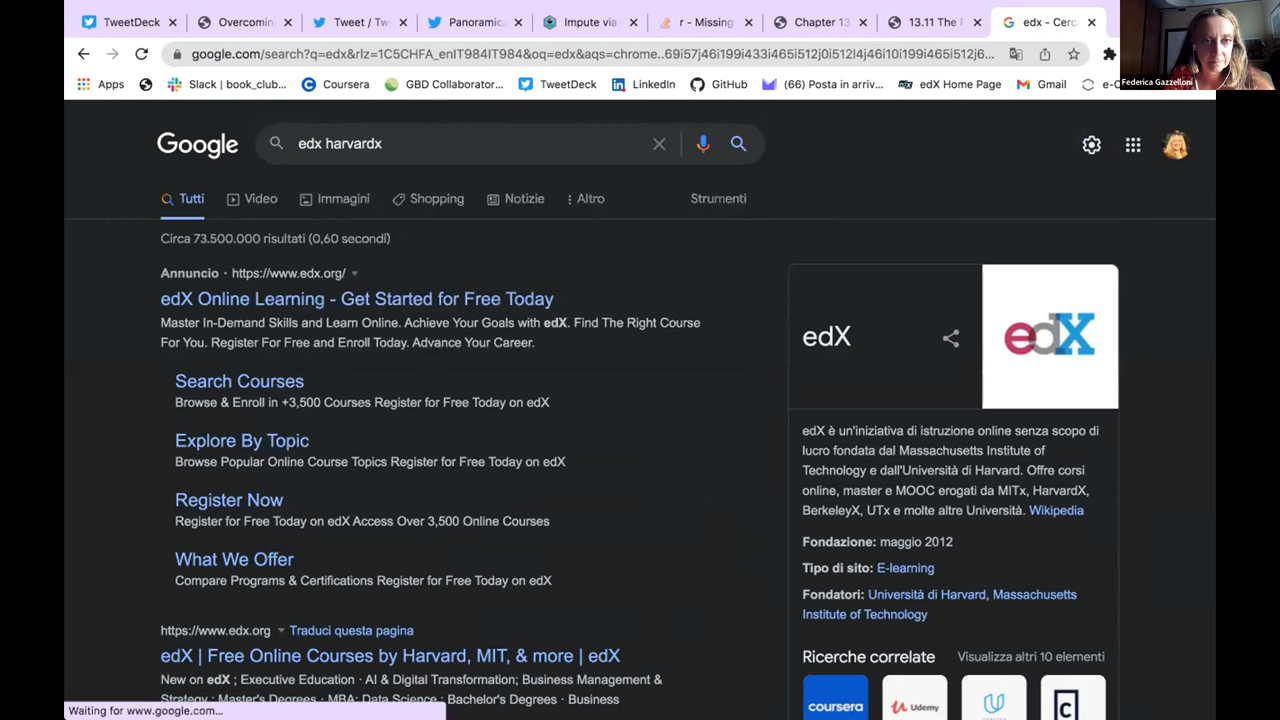 TweetDeck
Overcomin
Tweet / Tw
Panoramic
Impute via
r - Missing
Chapter 13
13.11 The F
edx - Cerc
google.com/search?q=edx&rlz=1C5CHFA_enIT984IT984&oq=edx&aqs=chrome..69i57j46i199i433i465i512j0i512l4j46i10i199i465i512j6...
Federica Gazzelloni
Apps
Slack | book_club...
Coursera
GBD Collaborator...
TweetDeck
LinkedIn
GitHub
(66) Posta in arriv...
edX Home Page
Gmail
Google
edx harvardx
Tutti
Video
Immagini
Shopping
Notizie
Altro
Strumenti
Circa 73.500.000 risultati (0,60 secondi)
Annuncio · https://www.edx.org/
edX Online Learning - Get Started for Free Today
Master In-Demand Skills and Learn Online. Achieve Your Goals with edX. Find The Right Course
For You. Register For Free and Enroll Today. Advance Your Career.
Search Courses
Browse & Enroll in +3,500 Courses Register for Free Today on edX
Explore By Topic
Browse Popular Online Course Topics Register for Free Today on edX
Register Now
Register for Free Today on edX Access Over 3,500 Online Courses
What We Offer
Compare Programs & Certifications Register for Free Today on edX
https://www.edx.org
Traduci questa pagina
edX | Free Online Courses by Harvard, MIT, & more | edX
New on edX ; Executive Education · AI & Digital Transformation; Business Management &
Strategy · Master's Degrees · MBA; Data Science ; Bachelor's Degrees · Business
Waiting for www.google.com...
edX
edX
edX è un'iniziativa di istruzione online senza scopo di
lucro fondata dal Massachusetts Institute of
Technology e dall'Università di Harvard. Offre corsi
online, master e MOOC erogati da MITx, HarvardX,
BerkeleyX, UTx e molte altre Università. Wikipedia
Fondazione: maggio 2012
Tipo di sito: E-learning
Fondatori: Università di Harvard, Massachusetts
Institute of Technology
Ricerche correlate
Visualizza altri 10 elementi
coursera
Udemy